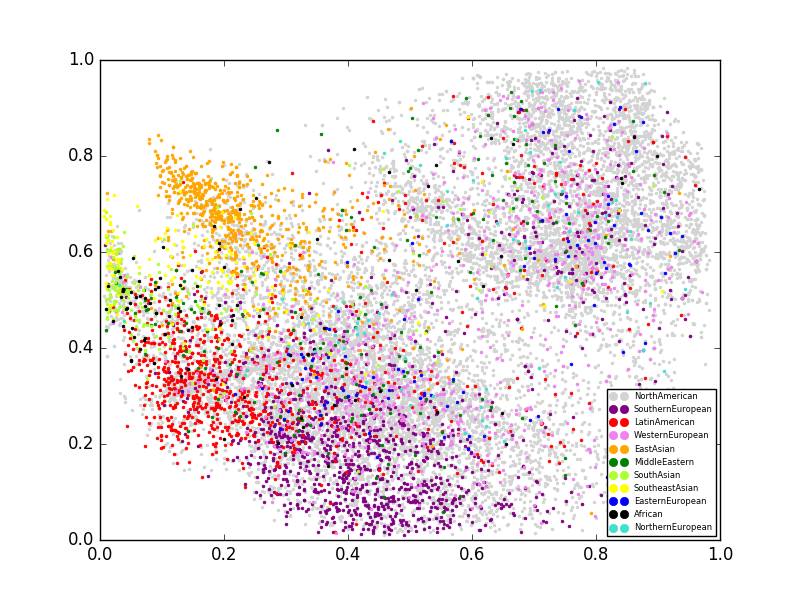 1.0
0.8
0.6
0.4
0.2
0.0
0.0 0.2 0.4 0.6 0.8 1.0
NorthAmerican
SouthernEuropean
LatinAmerican
WesternEuropean
EastAsian
MiddleEastern
SouthAsian
SoutheastAsian
EasternEuropean
African
NorthernEuropean